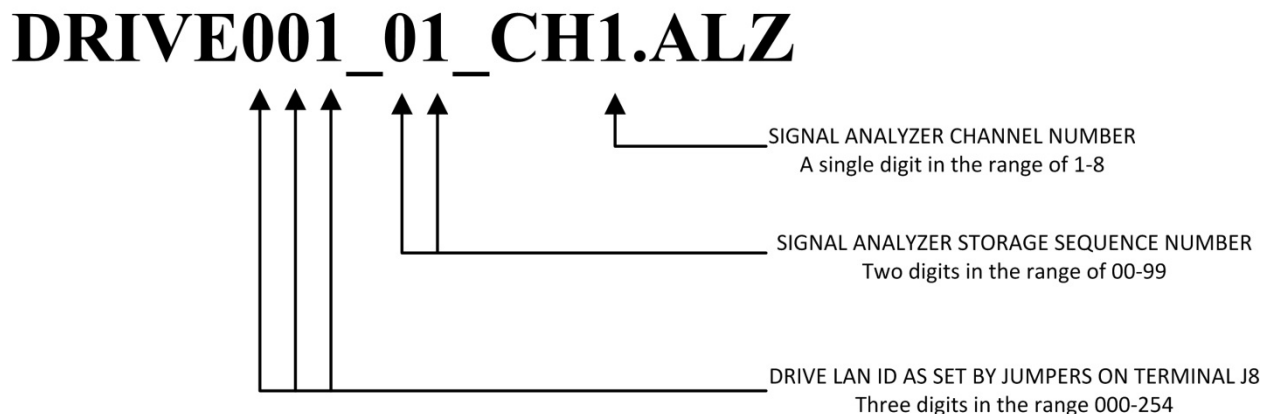 DRIVE001_01_CH1.ALZ
SIGNAL ANALYZER CHANNEL NUMBER
A single digit in the range of 1-8
SIGNAL ANALYZER STORAGE SEQUENCE NUMBER
Two digits in the range of 00-99
DRIVE LAN ID AS SET BY JUMPERS ON TERMINAL J8
Three digits in the range 000-254